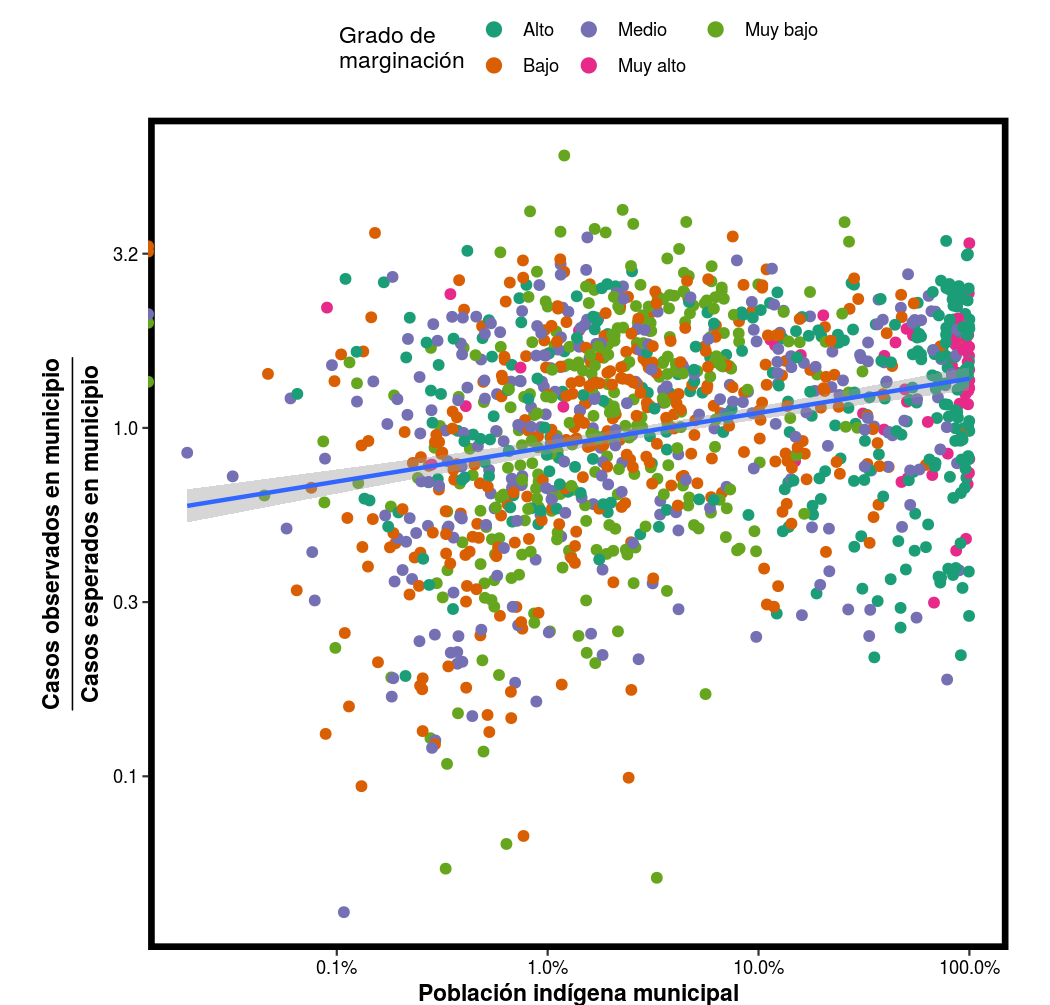 Grado de
marginación
Alto
Medio
Muy bajo
Bajo
Muy alto
Casos observados en municipio
Casos esperados en municipio
3.2
1.0
0.3
0.1
0.1%
1.0%
10.0%
100.0%
Población indígena municipal